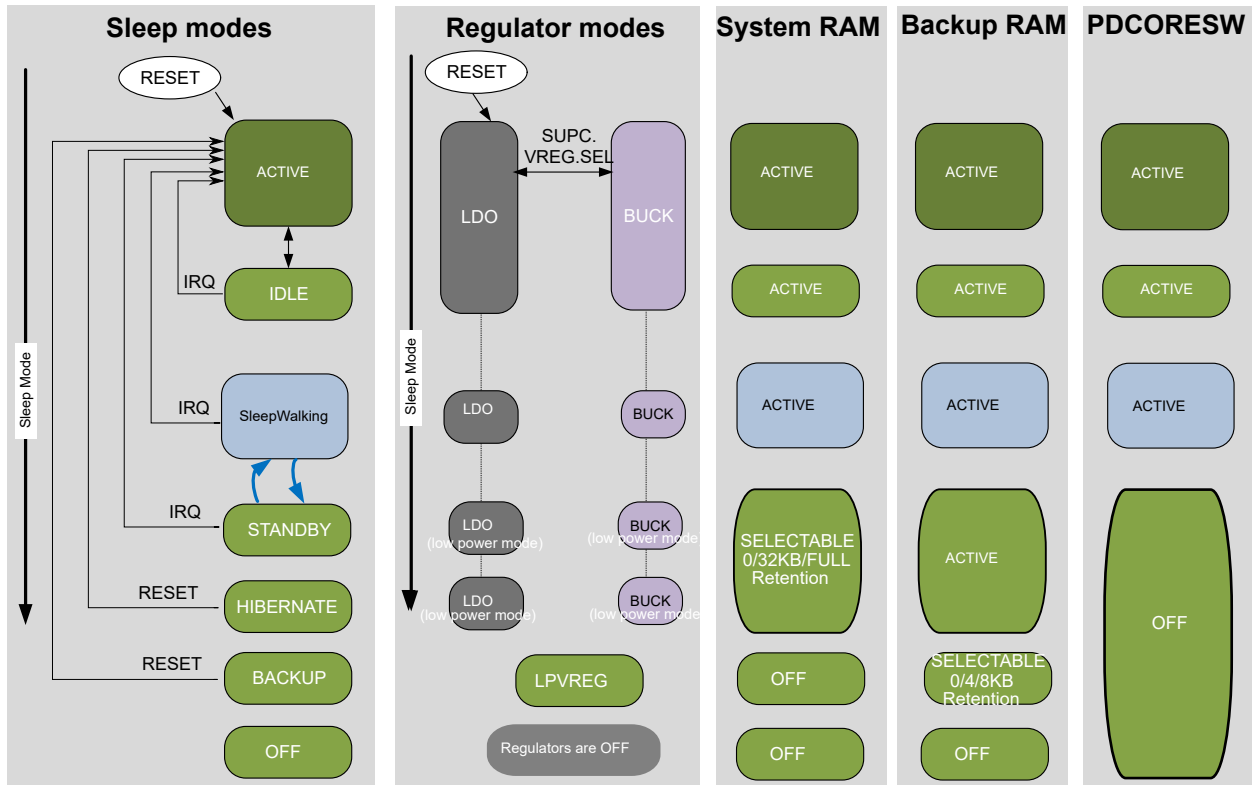 Sleep modes
RESET
ACTIVE
IRQ
IDLE
Sleep Mode
IRQ
SleepWalking
IRQ
STANDBY
RESET
HIBERNATE
RESET
BACKUP
OFF
Regulator modes
RESET
SUPC.
VREG.SEL
LDO
BUCK
Sleep Mode
LDO
BUCK
LDO
(low power mode)
BUCK
(low power mode
LDO
(low power mode)
BUCK
(low power mode)
LPVREG
Regulators are OFF
System RAM
ACTIVE
ACTIVE
ACTIVE
SELECTABLE
0/32KB/FULL
Retention
OFF
OFF
Backup RAM
ACTIVE
ACTIVE
ACTIVE
ACTIVE
SELECTABLE
0/4/8KB
Retention
OFF
PDCORESW
ACTIVE
ACTIVE
ACTIVE
OFF